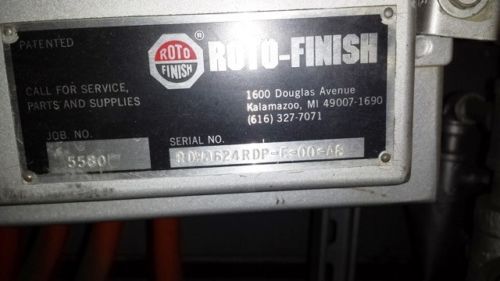 PATENTED
ROTO
FINISH
®
ROTO-FINISH
CALL FOR SERVICE,
PARTS AND SUPPLIES
1600 Douglas Avenue
Kalamazoo, MI 49007-1690
(616) 327-7071
JOB NO.
SERIAL NO.